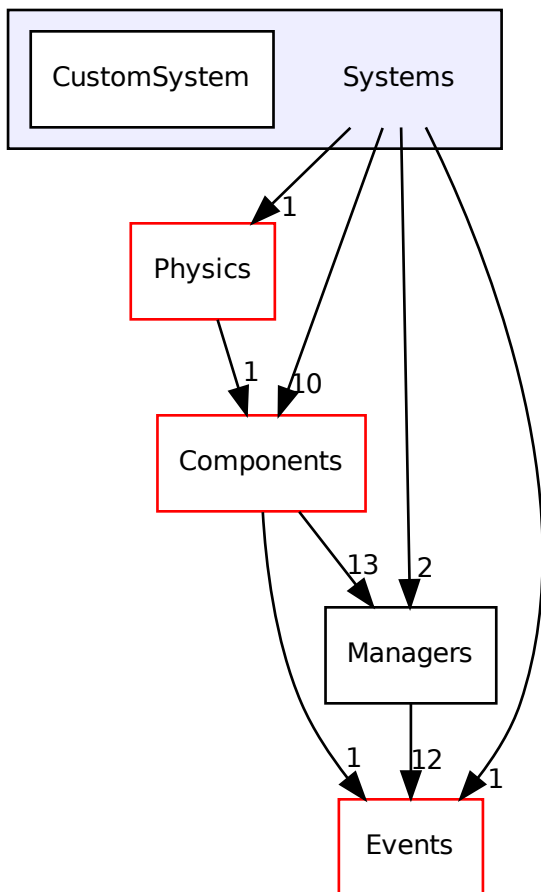 CustomSystem
Systems
1
Physics
1
10
Components
13
2
Managers
1
12
1
Events